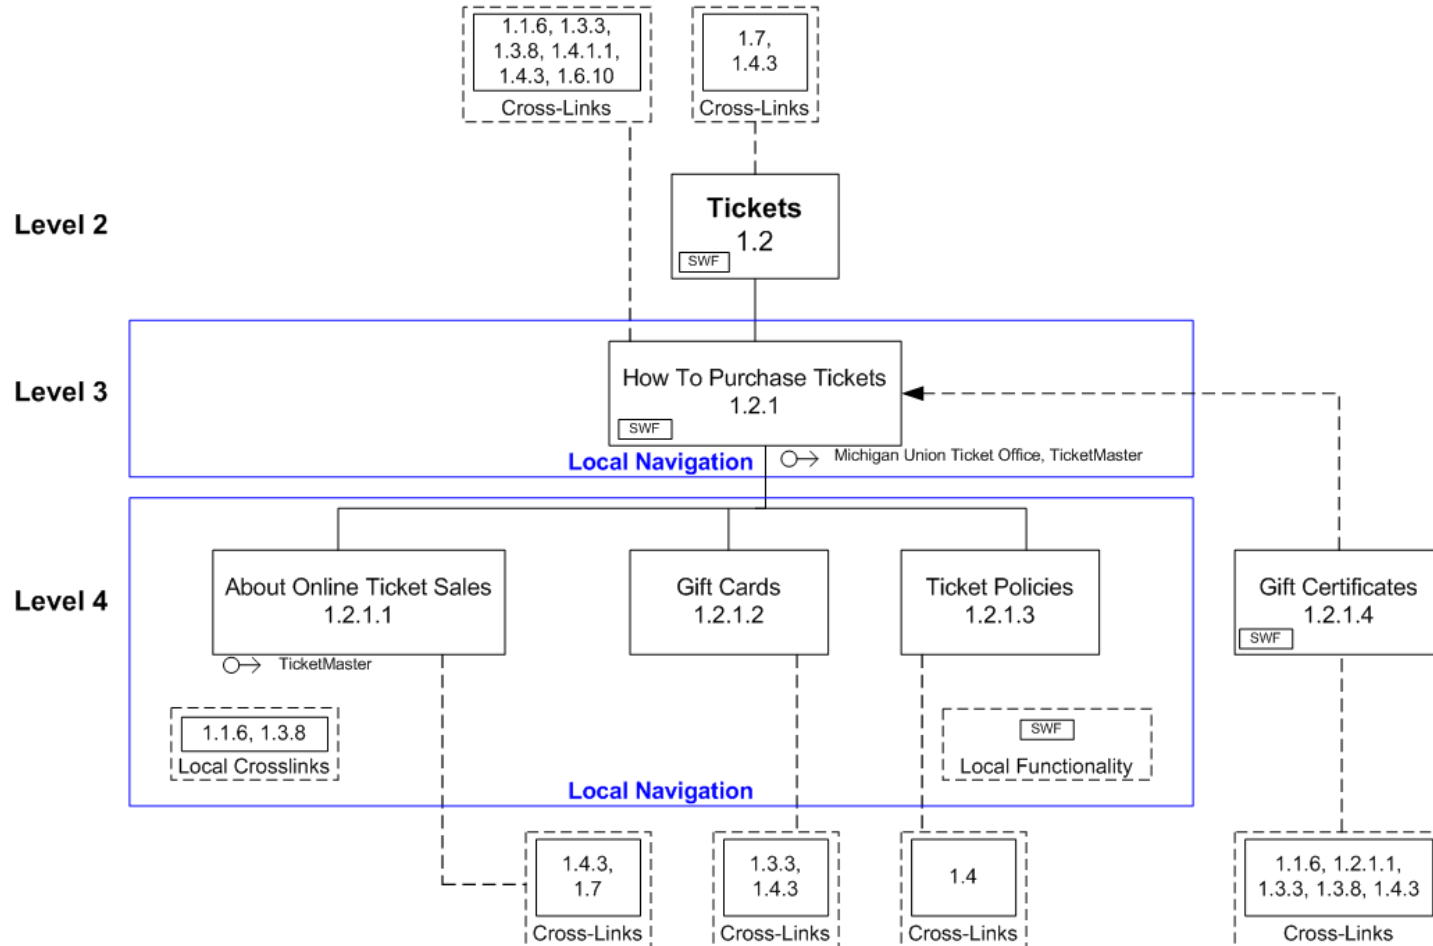 1.1.6, 1.3.3,
1.3.8, 1.4.1.1,
1.4.3, 1.6.10
Cross-Links
1.7,
1.4.3
Cross-Links
Level 2
Tickets
1.2
SWF
Level 3
How To Purchase Tickets
1.2.1
SWF
Local Navigation
Michigan Union Ticket Office, TicketMaster
Level 4
About Online Ticket Sales
1.2.1.1
TicketMaster
Gift Cards
1.2.1.2
Ticket Policies
1.2.1.3
Gift Certificates
1.2.1.4
SWF
1.1.6, 1.3.8
Local Crosslinks
SWF
Local Functionality
Local Navigation
1.4.3,
1.7
Cross-Links
1.3.3,
1.4.3
Cross-Links
1.4
Cross-Links
1.1.6, 1.2.1.1,
1.3.3, 1.3.8, 1.4.3
Cross-Links